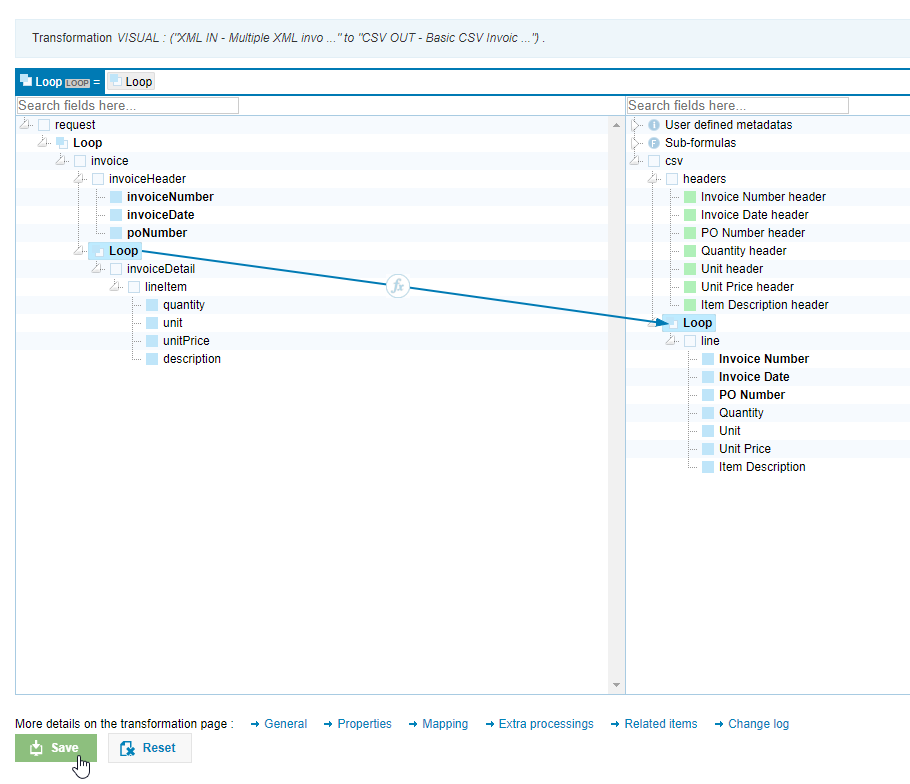 Transformation VISUAL : ("XML IN - Multiple XML invo ..." to "CSV OUT - Basic CSV Invoic ...") .
Loop LOOP = Loop
Search fields here...
request
Loop
invoice
invoiceHeader
invoiceNumber
invoiceDate
poNumber
Loop
invoiceDetail
lineItem
quantity
unit
unitPrice
description
fx
Search fields here...
I User defined metadatas
F Sub-formulas
csv
headers
Invoice Number header
Invoice Date header
PO Number header
Quantity header
Unit header
Unit Price header
Item Description header
Loop
line
Invoice Number
Invoice Date
PO Number
Quantity
Unit
Unit Price
Item Description
More details on the transformation page : General Properties Mapping Extra processings Related items Change log
Save Reset